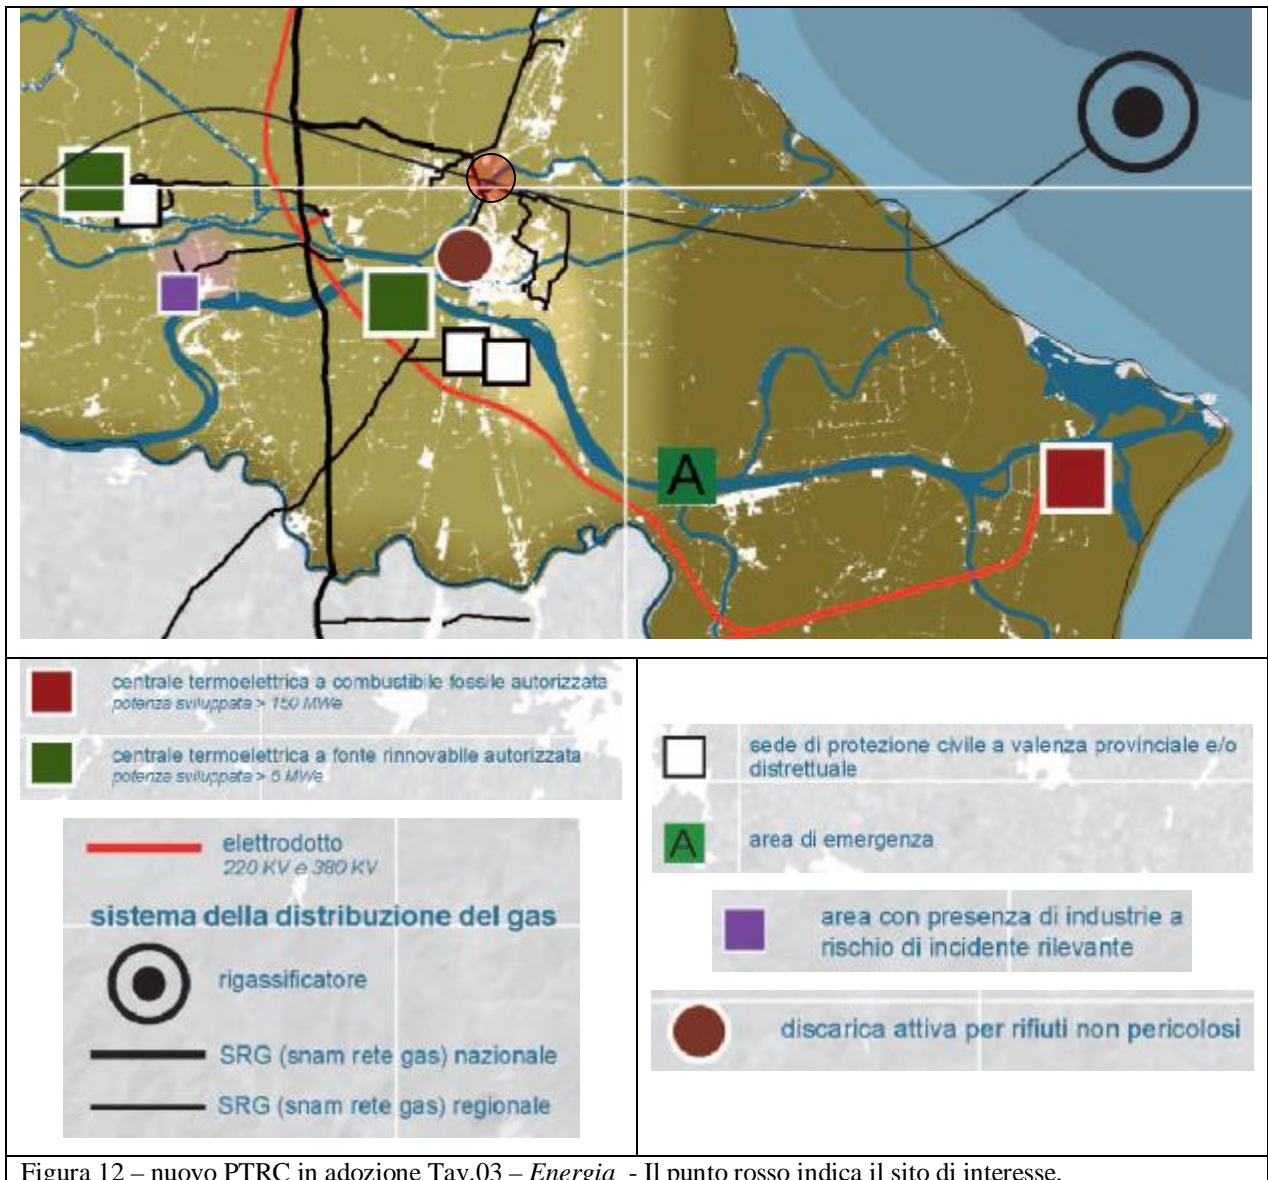 A
centrale termoelettrica a combustibile fossile autorizzata
potenza sviluppata > 150 MWe
centrale termoelettrica a fonte rinnovabile autorizzata
potenza sviluppata > 5 MWe
elettrodotto
220 KV e 380 KV
sistema della distribuzione del gas
rigassificatore
SRG (snam rete gas) nazionale
SRG (snam rete gas) regionale
sede di protezione civile a valenza provinciale e/o
distrettuale
A
area di emergenza
area con presenza di industrie a
rischio di incidente rilevante
discarica attiva per rifiuti non pericolosi
Figura 12 – nuovo PTRC in adozione Tav.03 – Energia - Il punto rosso indica il sito di interesse.